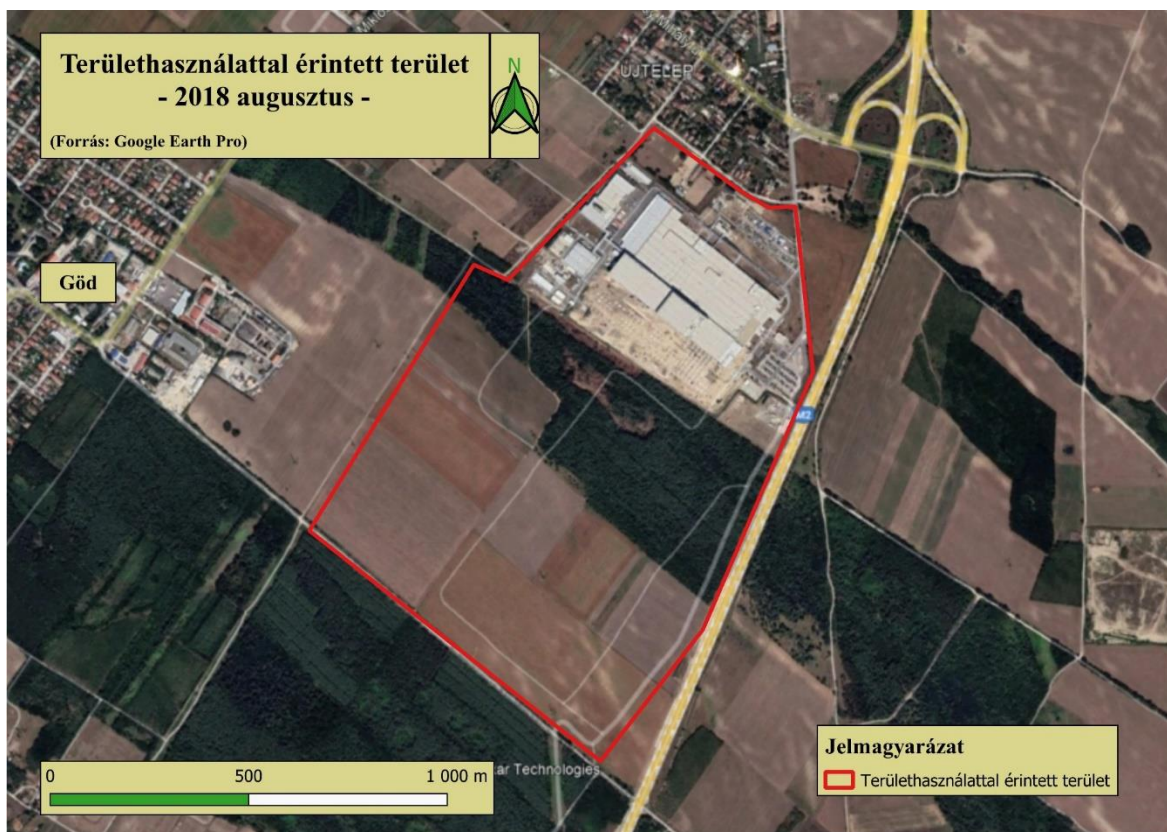 Területhasználattal érintett terület
- 2018 augusztus -
(Forrás: Google Earth Pro)
N
ÚJTELEP
Göd
M2
0 500 1 000 m
ar Technologies
Jelmagyarázat
Területhasználattal érintett terület